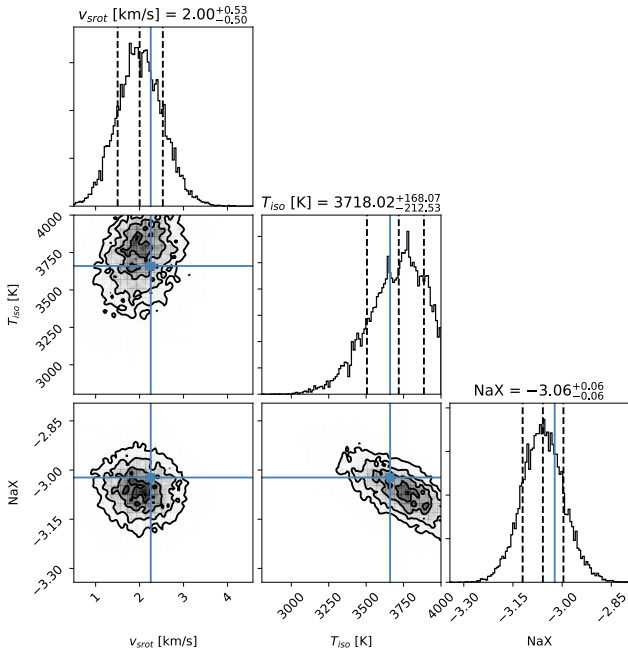 v_srot [km/s] = 2.00^{+0.53}_{-0.50}
T_iso [K] = 3718.02^{+168.07}_{-212.53}
NaX = −3.06^{+0.06}_{-0.06}
T_iso [K]
4000
3750
3500
3250
3000
NaX
−2.85
−3.00
−3.15
−3.30
1 2 3 4
v_srot [km/s]
3000 3250 3500 3750 4000
T_iso [K]
−3.30 −3.15 −3.00 −2.85
NaX